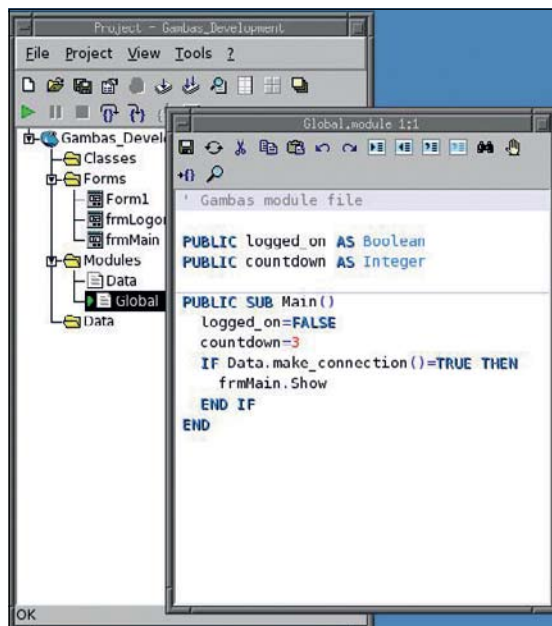 Project - Gambas_Development
File Project View Tools ?
Gambas_Devel
Classes
Forms
Form1
frmLogon
frmMain
Modules
Data
Global
Data
OK
Global.module 1:1
' Gambas module file
PUBLIC logged_on AS Boolean
PUBLIC countdown AS Integer
PUBLIC SUB Main()
logged_on=FALSE
countdown=3
IF Data.make_connection()=TRUE THEN
frmMain.Show
END IF
END